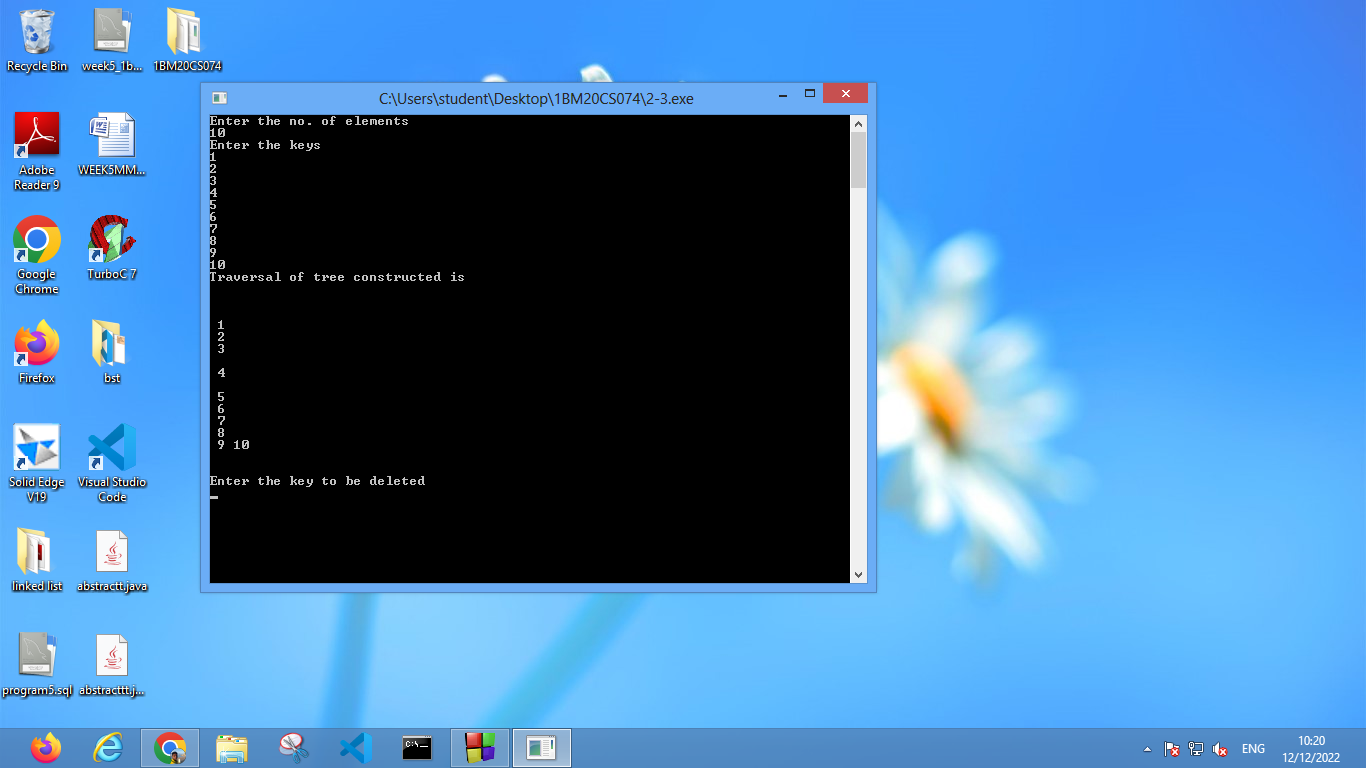 Recycle Bin
week5_1b...
1BM20CS074
Adobe
Reader 9
WEEK5MM...
Google
Chrome
TurboC 7
Firefox
bst
Solid Edge
V19
Visual Studio
Code
linked list
abstractt.java
program5.sql
abstracttt.j...
C:\Users\student\Desktop\1BM20CS074\2-3.exe
Enter the no. of elements
10
Enter the keys
1
2
3
4
5
6
7
8
9
10
Traversal of tree constructed is
1
2
3
4
5
6
7
8
9 10
Enter the key to be deleted
C:\
ENG
10:20
12/12/2022